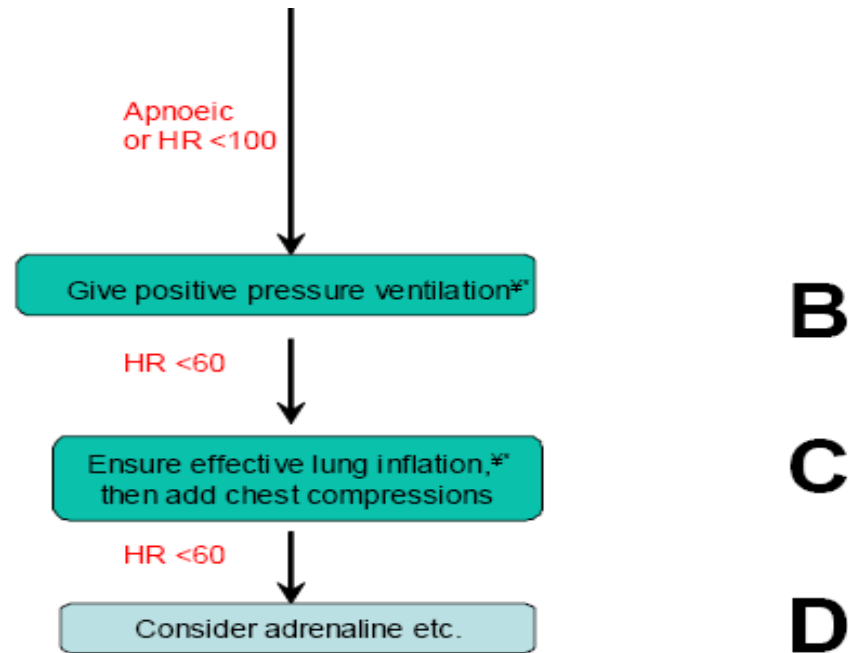 Apnoeic
or HR <100
Give positive pressure ventilation¥*
B
HR <60
Ensure effective lung inflation,¥*
then add chest compressions
C
HR <60
Consider adrenaline etc.
D